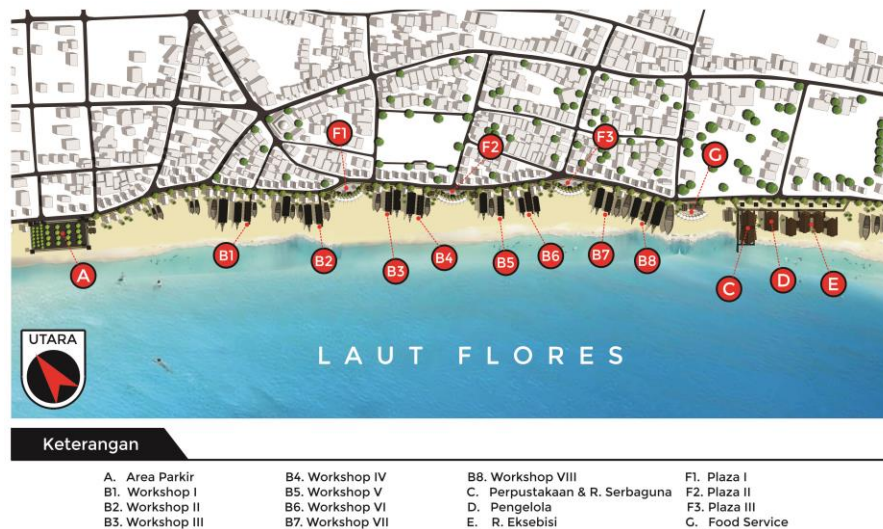 F1
F2
F3
G
A
B1
B2
B3
B4
B5
B6
B7
B8
C
D
E
UTARA
LAUT FLORES
Keterangan
A. Area Parkir
B1. Workshop I
B2. Workshop II
B3. Workshop III
B4. Workshop IV
B5. Workshop V
B6. Workshop VI
B7. Workshop VII
B8. Workshop VIII
C. Perpustakaan & R. Serbaguna
D. Pengelola
E. R. Eksebisi
F1. Plaza I
F2. Plaza II
F3. Plaza III
G. Food Service